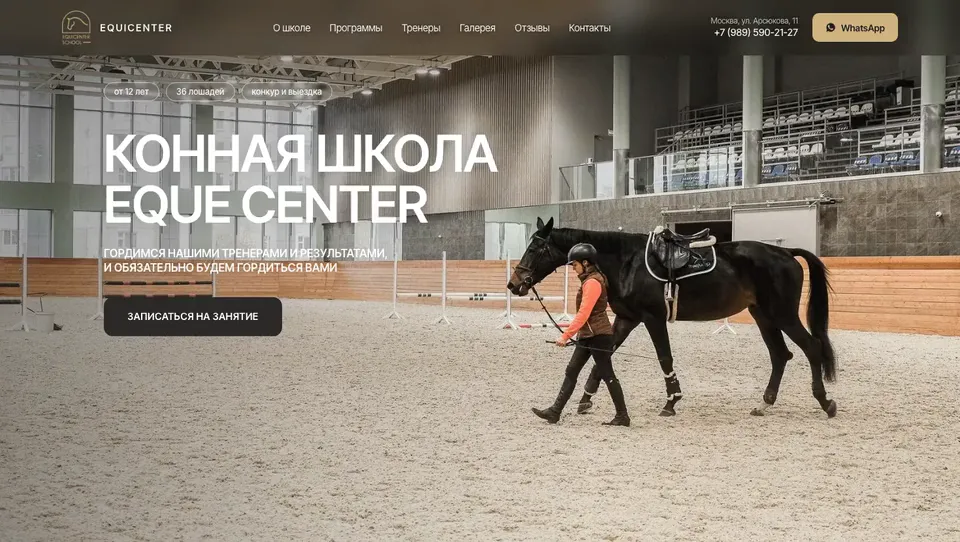 EQUICENTER
SCHOOL
EQUICENTER
О школе
Программы
Тренеры
Галерея
Отзывы
Контакты
Москва, ул. Арсюкова, 11
+7 (989) 590-21-27
WhatsApp
от 12 лет
36 лошадей
конкур и выездка
КОННАЯ ШКОЛА
EQUE CENTER
ГОРДИМСЯ НАШИМИ ТРЕНЕРАМИ И РЕЗУЛЬТАТАМИ,
И ОБЯЗАТЕЛЬНО БУДЕМ ГОРДИТЬСЯ ВАМИ
ЗАПИСАТЬСЯ НА ЗАНЯТИЕ